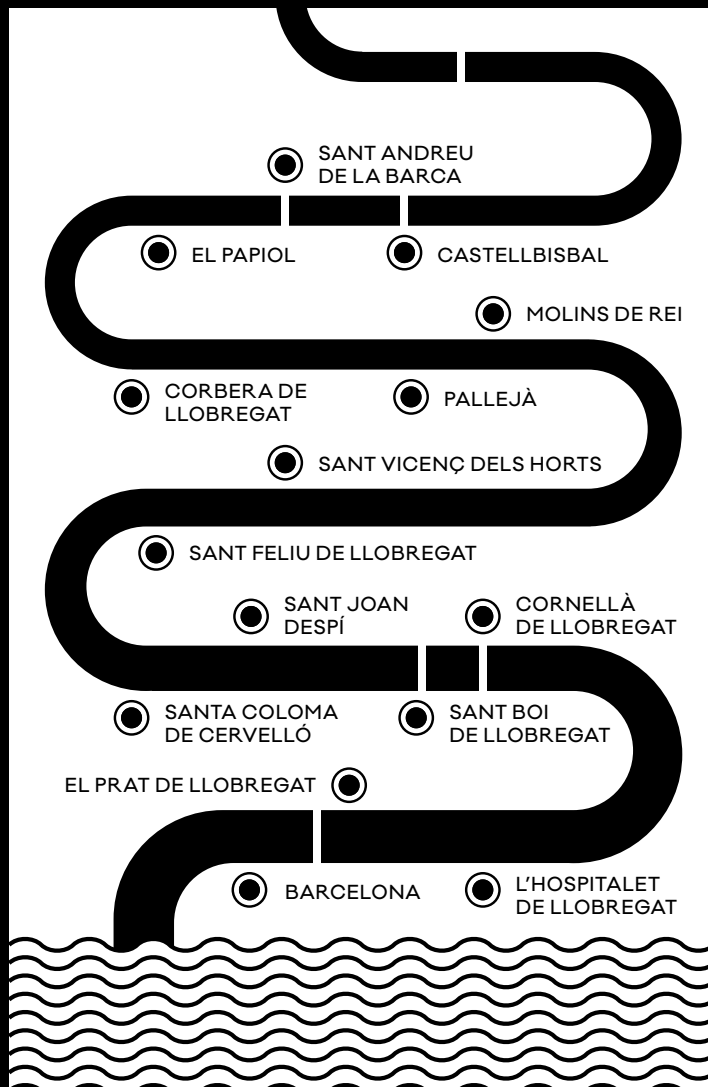 SANT ANDREU
DE LA BARCA
EL PAPIOL
CASTELLBISBAL
MOLINS DE REI
CORBERA DE
LLOBREGAT
PALLEJÀ
SANT VICENÇ DELS HORTS
SANT FELIU DE LLOBREGAT
SANT JOAN
DESPÍ
CORNELLÀ
DE LLOBREGAT
SANTA COLOMA
DE CERVELLÓ
SANT BOI
DE LLOBREGAT
EL PRAT DE LLOBREGAT
BARCELONA
L'HOSPITALET
DE LLOBREGAT